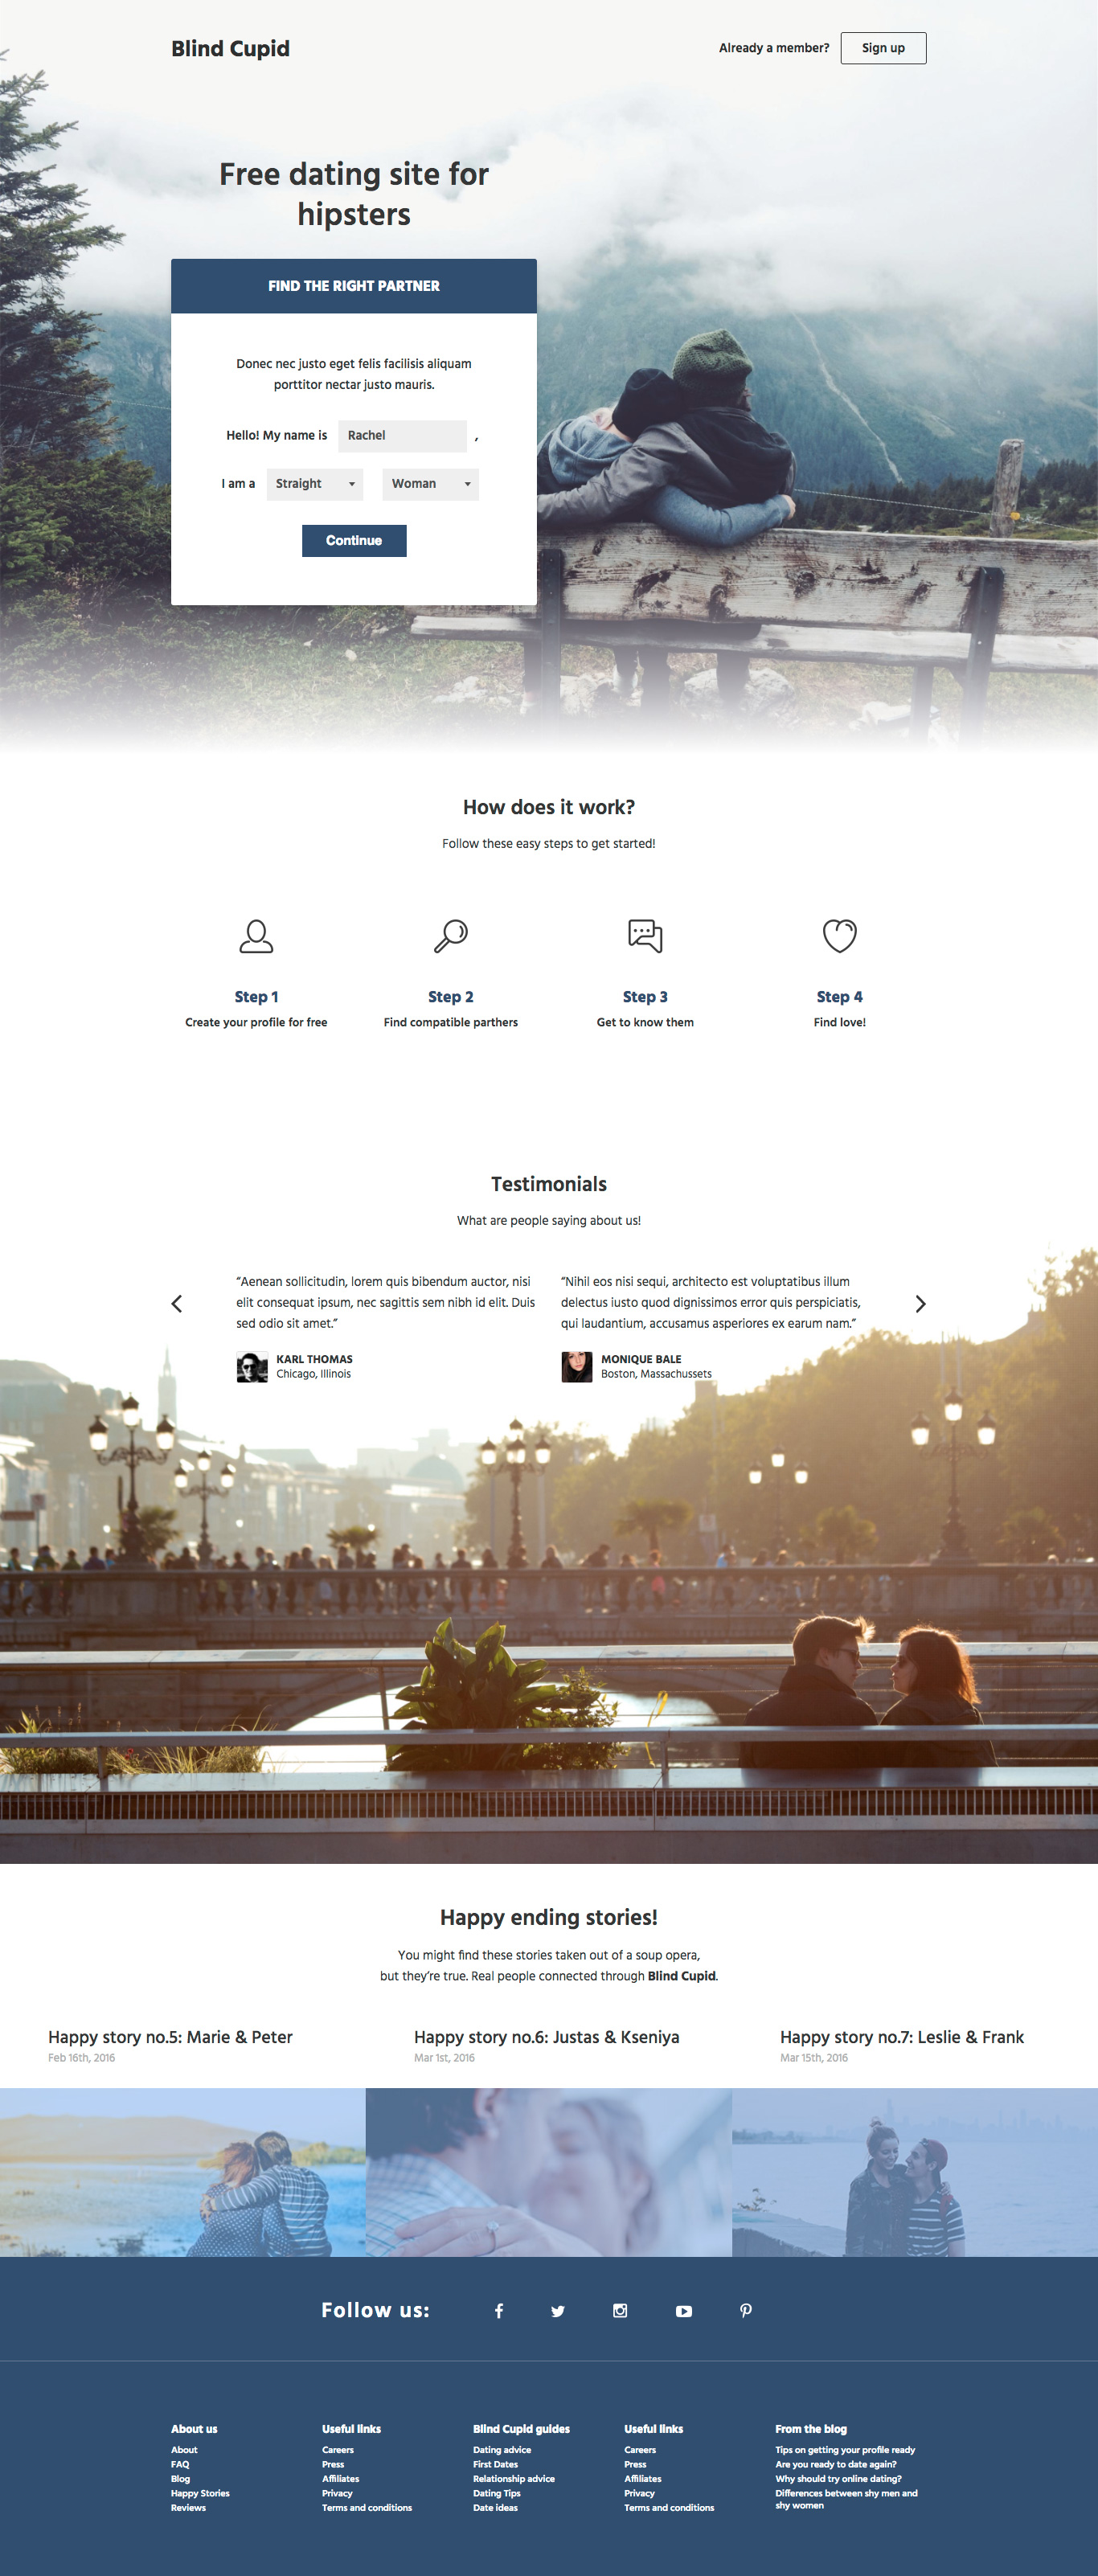 Blind Cupid
Already a member?
Sign up
Free dating site for
hipsters
FIND THE RIGHT PARTNER
Donec nec justo eget felis facilisis aliquam
porttitor nectar justo mauris.
Hello! My name is Rachel ,
I am a Straight Woman
Continue
How does it work?
Follow these easy steps to get started!
Step 1
Create your profile for free
Step 2
Find compatible parthers
Step 3
Get to know them
Step 4
Find love!
Testimonials
What are people saying about us!
“Aenean sollicitudin, lorem quis bibendum auctor, nisi
elit consequat ipsum, nec sagittis sem nibh id elit. Duis
sed odio sit amet.”
KARL THOMAS
Chicago, Illinois
“Nihil eos nisi sequi, architecto est voluptatibus illum
delectus iusto quod dignissimos error quis perspiciatis,
qui laudantium, accusamus asperiores ex earum nam.”
MONIQUE BALE
Boston, Massachussets
Happy ending stories!
You might find these stories taken out of a soup opera,
but they’re true. Real people connected through Blind Cupid.
Happy story no.5: Marie & Peter
Feb 16th, 2016
Happy story no.6: Justas & Kseniya
Mar 1st, 2016
Happy story no.7: Leslie & Frank
Mar 15th, 2016
Follow us:
About us
About
FAQ
Blog
Happy Stories
Reviews
Useful links
Careers
Press
Affiliates
Privacy
Terms and conditions
Blind Cupid guides
Dating advice
First Dates
Relationship advice
Dating Tips
Date ideas
Useful links
Careers
Press
Affiliates
Privacy
Terms and conditions
From the blog
Tips on getting your profile ready
Are you ready to date again?
Why should try online dating?
Differences between shy men and
shy women